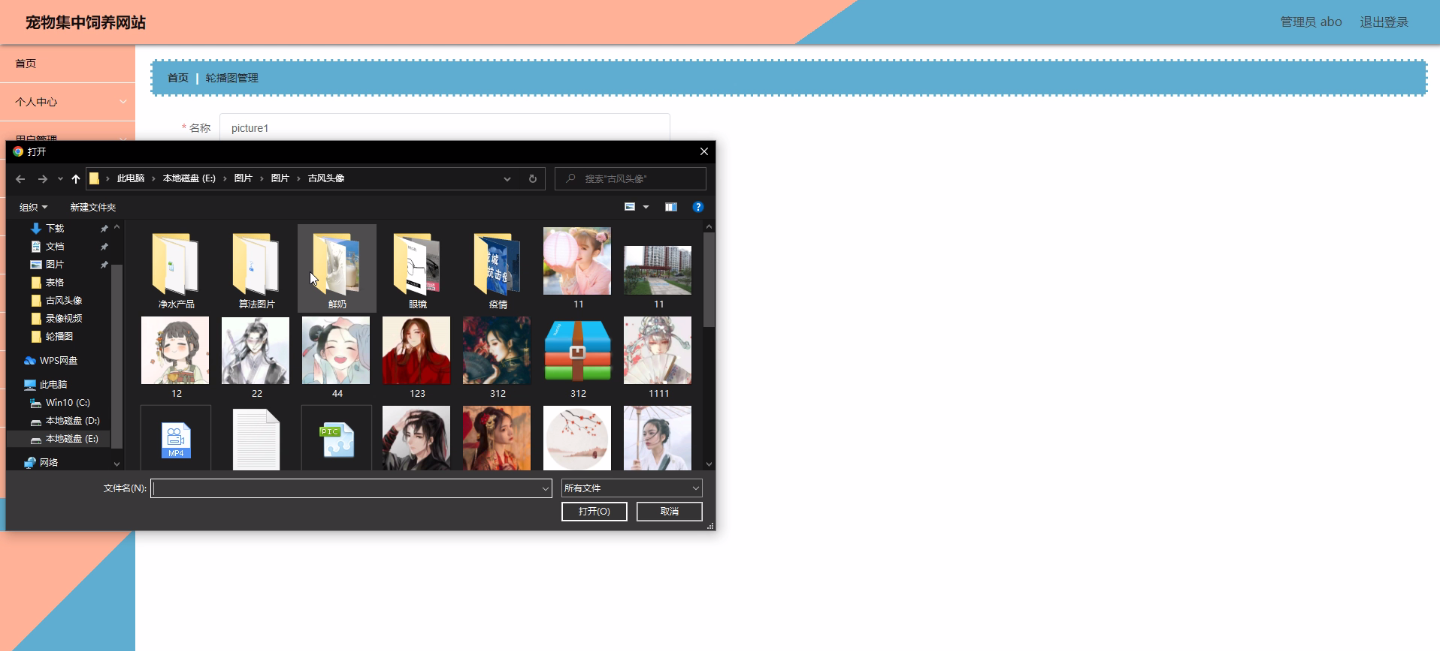 宠物集中饲养网站
管理员 abo 退出登录
首页
个人中心
用户管理
首页 | 轮播图管理
* 名称 picture1
打开
此电脑 › 本地磁盘 (E:) › 图片 › 图片 › 古风头像
搜索"古风头像"
组织 新建文件夹
下载
文档
图片
表格
古风头像
录像视频
轮播图
WPS网盘
此电脑
Win10 (C:)
本地磁盘 (D:)
本地磁盘 (E:)
网络
净水产品 算法图片 鲜奶 眼镜 疫情 11 11
12 22 44 123 312 312 1111
MP4
PIC
文件名(N):
所有文件
打开(O) 取消